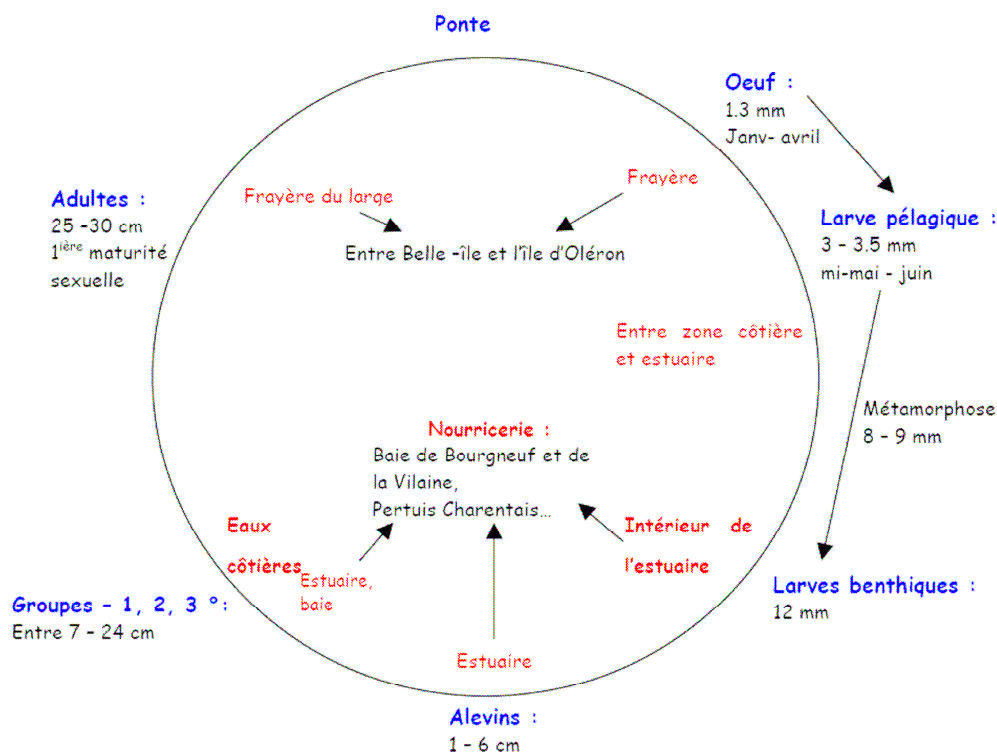 Ponte
Oeuf :
1.3 mm
Janv- avril
Frayère du large
Frayère
Adultes :
25 -30 cm
1ière maturité
sexuelle
Larve pélagique :
3 - 3.5 mm
mi-mai - juin
Entre Belle -île et l'île d'Oléron
Entre zone côtière
et estuaire
Métamorphose
8 - 9 mm
Nourricerie :
Baie de Bourgneuf et de
la Vilaine,
Pertuis Charentais...
Eaux
côtières
Estuaire,
baie
Intérieur de
l'estuaire
Larves benthiques :
12 mm
Groupes - 1, 2, 3 ° :
Entre 7 - 24 cm
Estuaire
Alevins :
1 - 6 cm